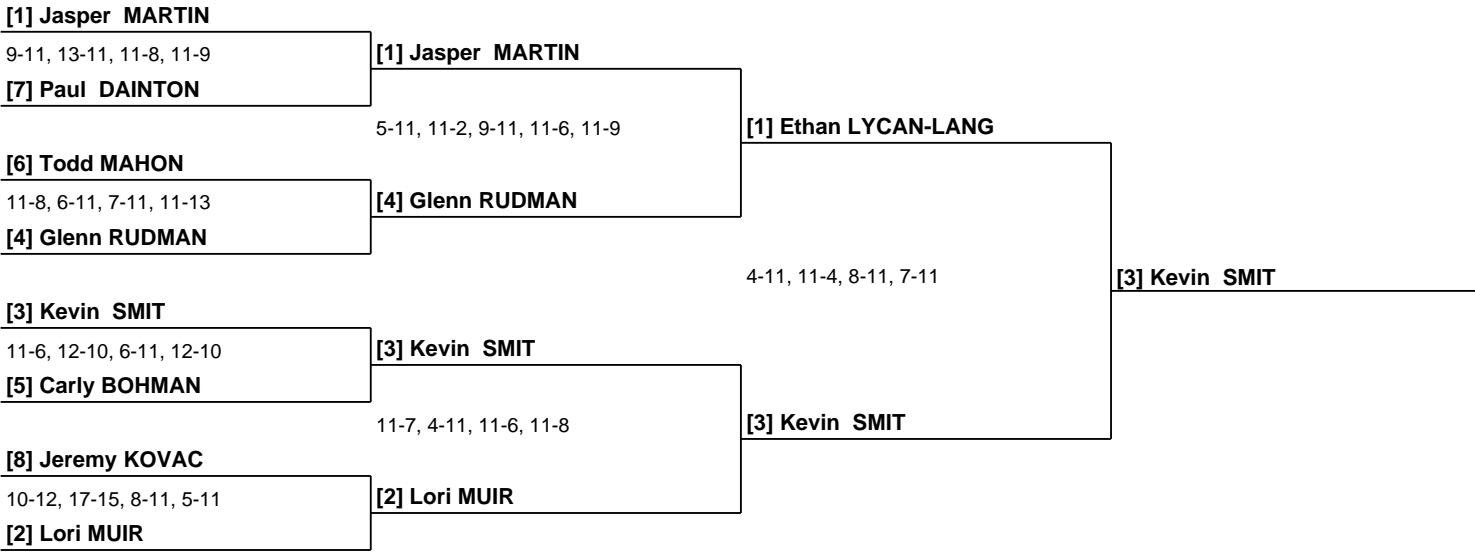 [1] Jasper  MARTIN
9-11, 13-11, 11-8, 11-9
[1] Jasper  MARTIN
[7] Paul  DAINTON
5-11, 11-2, 9-11, 11-6, 11-9
[1] Ethan LYCAN-LANG
[6] Todd MAHON
11-8, 6-11, 7-11, 11-13
[4] Glenn RUDMAN
[4] Glenn RUDMAN
4-11, 11-4, 8-11, 7-11
[3] Kevin  SMIT
[3] Kevin  SMIT
11-6, 12-10, 6-11, 12-10
[3] Kevin  SMIT
[5] Carly BOHMAN
11-7, 4-11, 11-6, 11-8
[3] Kevin  SMIT
[8] Jeremy KOVAC
10-12, 17-15, 8-11, 5-11
[2] Lori MUIR
[2] Lori MUIR